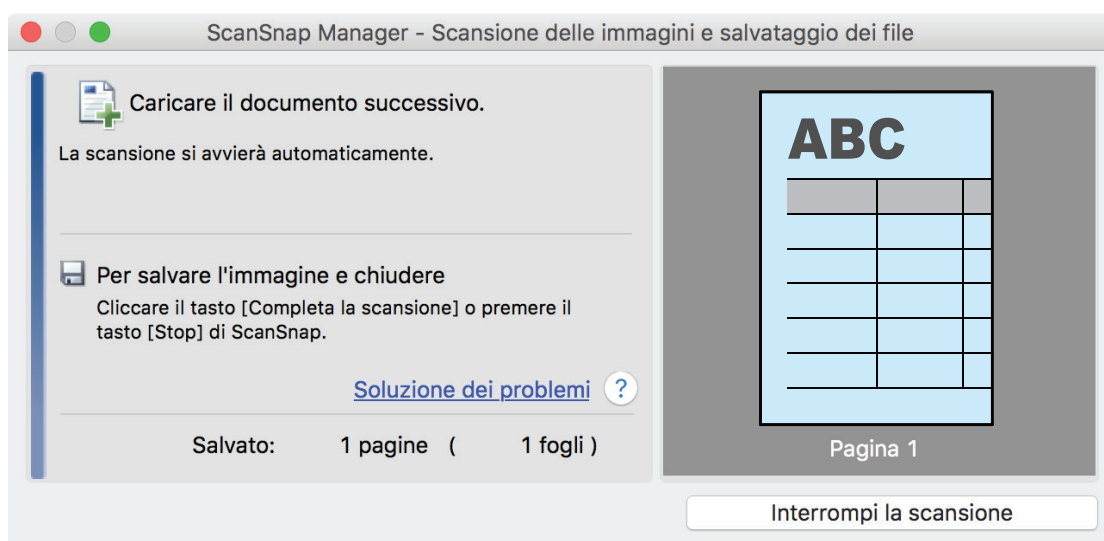 ScanSnap Manager - Scansione delle immagini e salvataggio dei file
Caricare il documento successivo.
La scansione si avvierà automaticamente.
Per salvare l'immagine e chiudere
Cliccare il tasto [Completa la scansione] o premere il
tasto [Stop] di ScanSnap.
Soluzione dei problemi ?
Salvato: 1 pagine ( 1 fogli )
ABC
Pagina 1
Interrompi la scansione